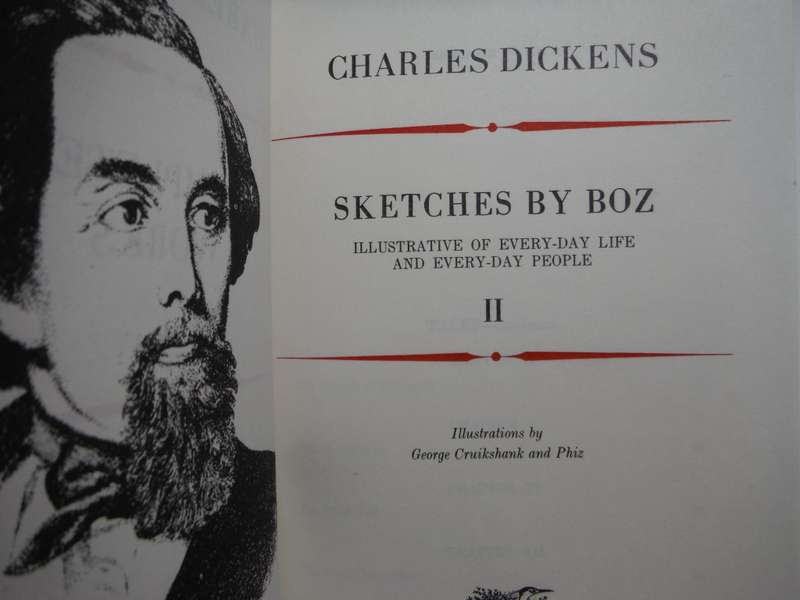 CHARLES DICKENS
SKETCHES BY BOZ
ILLUSTRATIVE OF EVERY-DAY LIFE
AND EVERY-DAY PEOPLE
II
Illustrations by
George Cruikshank and Phiz